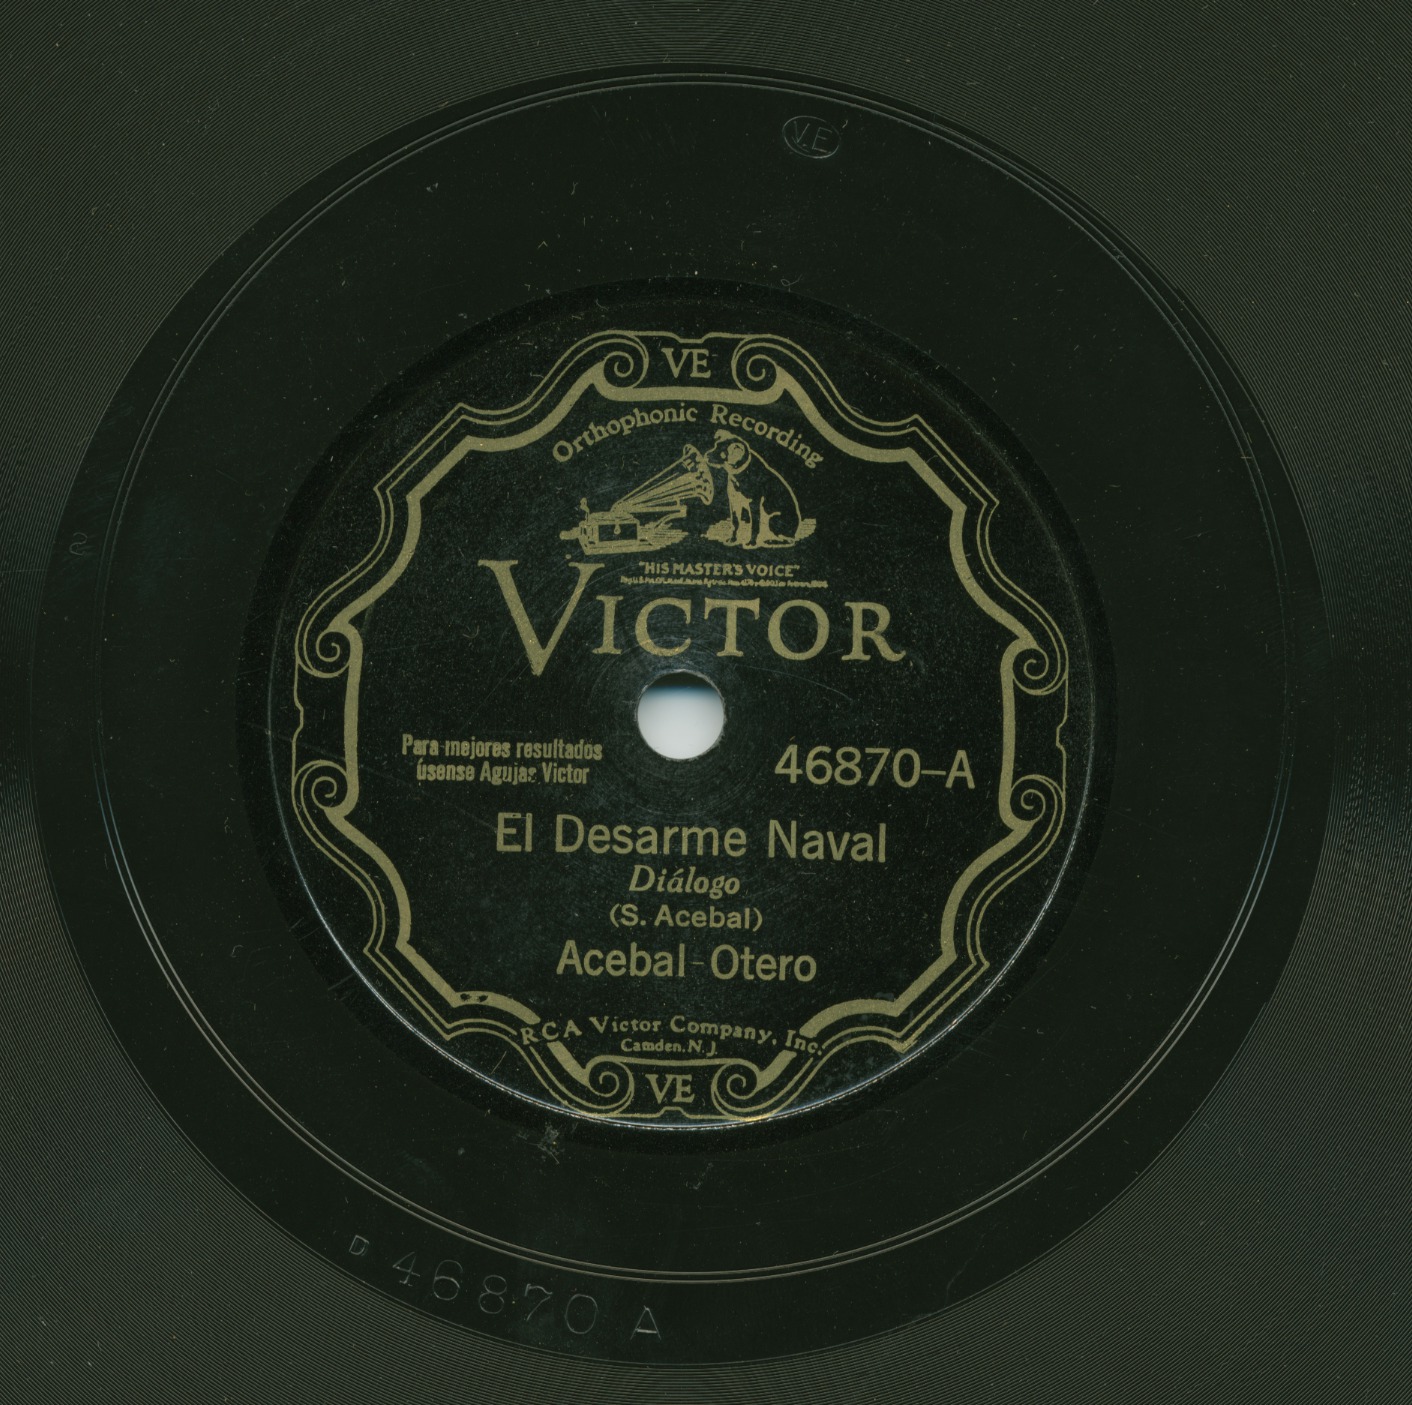 V.E
VE
Orthophonic Recording
"HIS MASTER'S VOICE"
VICTOR
Para mejores resultados
úsense Agujas Victor
46870–A
El Desarme Naval
Diálogo
(S. Acebal)
Acebal-Otero
RCA Victor Company, Inc.
Camden, N. J.
VE
D 46870 A